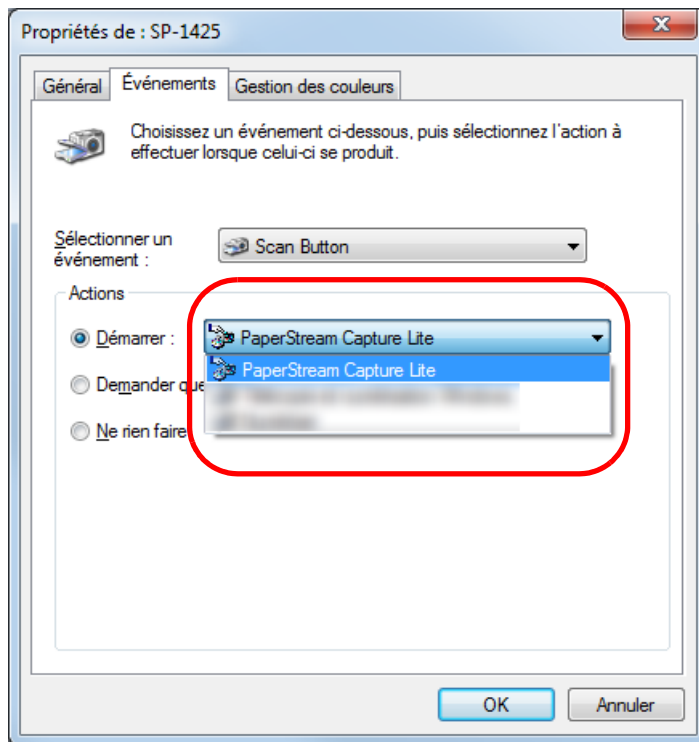 Propriétés de : SP-1425
Général Événements Gestion des couleurs
Choisissez un événement ci-dessous, puis sélectionnez l'action à
effectuer lorsque celui-ci se produit.
Sélectionner un
événement :
Scan Button
Actions
Démarrer : PaperStream Capture Lite
PaperStream Capture Lite
Demander que
Ne rien faire
OK Annuler